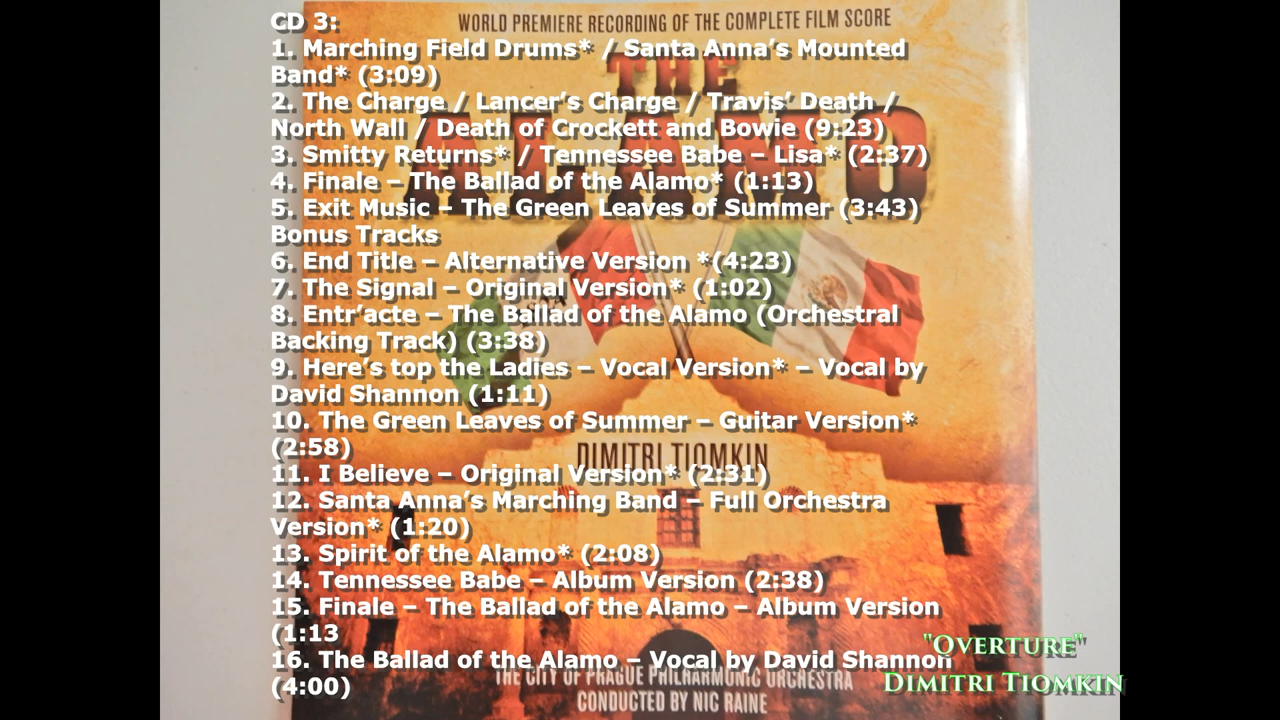 WORLD PREMIERE RECORDING OF THE COMPLETE FILM SCORE
THE
ALAMO
DIMITRI TIOMKIN
THE CITY OF PRAGUE PHILHARMONIC ORCHESTRA
CONDUCTED BY NIC RAINE
CD 3:
1. Marching Field Drums* / Santa Anna’s Mounted
Band* (3:09)
2. The Charge / Lancer’s Charge / Travis’ Death /
North Wall / Death of Crockett and Bowie (9:23)
3. Smitty Returns* / Tennessee Babe – Lisa* (2:37)
4. Finale – The Ballad of the Alamo* (1:13)
5. Exit Music – The Green Leaves of Summer (3:43)
Bonus Tracks
6. End Title – Alternative Version *(4:23)
7. The Signal – Original Version* (1:02)
8. Entr’acte – The Ballad of the Alamo (Orchestral
Backing Track) (3:38)
9. Here’s top the Ladies – Vocal Version* – Vocal by
David Shannon (1:11)
10. The Green Leaves of Summer – Guitar Version*
(2:58)
11. I Believe – Original Version* (2:31)
12. Santa Anna’s Marching Band – Full Orchestra
Version* (1:20)
13. Spirit of the Alamo* (2:08)
14. Tennessee Babe – Album Version (2:38)
15. Finale – The Ballad of the Alamo – Album Version
(1:13
16. The Ballad of the Alamo – Vocal by David Shannon
(4:00)
"Overture"
Dimitri Tiomkin